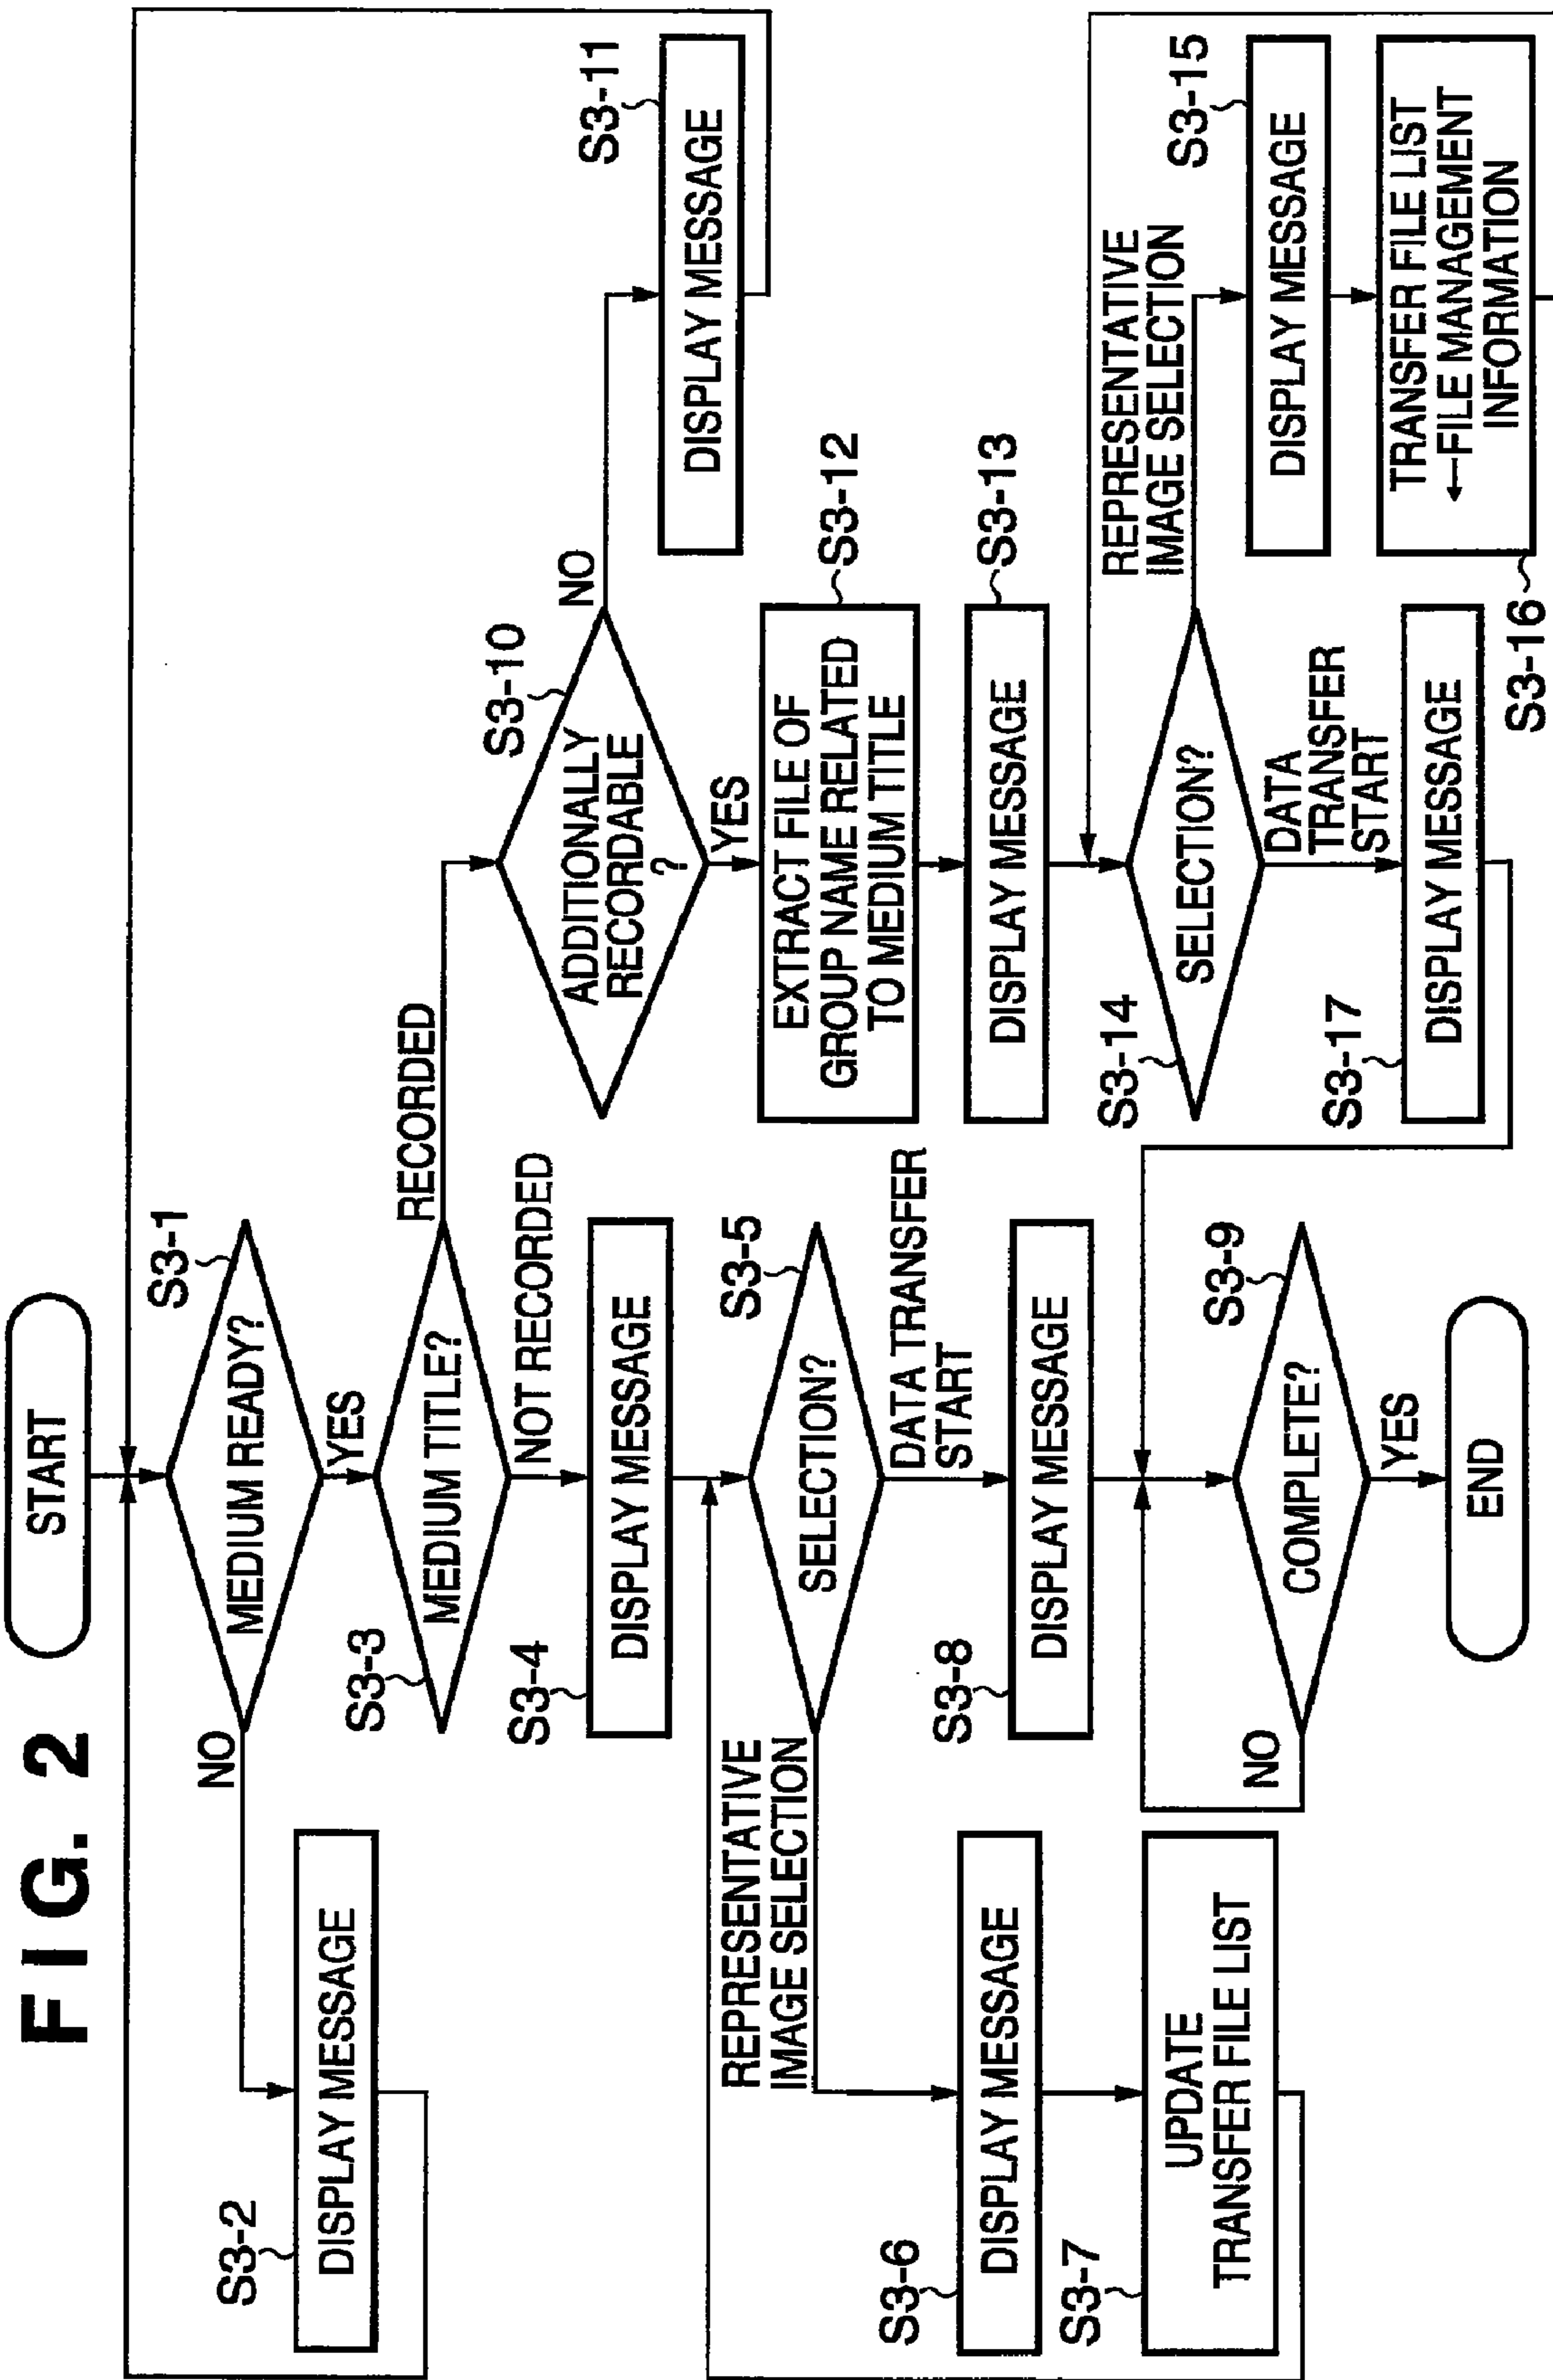 FIG. 2
START
S3-1
MEDIUM READY?
NO
YES
S3-2
DISPLAY MESSAGE
S3-3
MEDIUM TITLE?
RECORDED
NOT RECORDED
S3-4
DISPLAY MESSAGE
S3-5
SELECTION?
REPRESENTATIVE
IMAGE SELECTION
DATA TRANSFER
START
S3-6
DISPLAY MESSAGE
S3-7
UPDATE
TRANSFER FILE LIST
S3-8
DISPLAY MESSAGE
S3-9
COMPLETE?
NO
YES
END
S3-10
ADDITIONALLY
RECORDABLE
?
NO
YES
S3-11
DISPLAY MESSAGE
S3-12
EXTRACT FILE OF
GROUP NAME RELATED
TO MEDIUM TITLE
S3-13
DISPLAY MESSAGE
S3-14
SELECTION?
REPRESENTATIVE
IMAGE SELECTION
DATA
TRANSFER
START
S3-15
DISPLAY MESSAGE
S3-16
TRANSFER FILE LIST
←FILE MANAGEMENT
INFORMATION
S3-17
DISPLAY MESSAGE